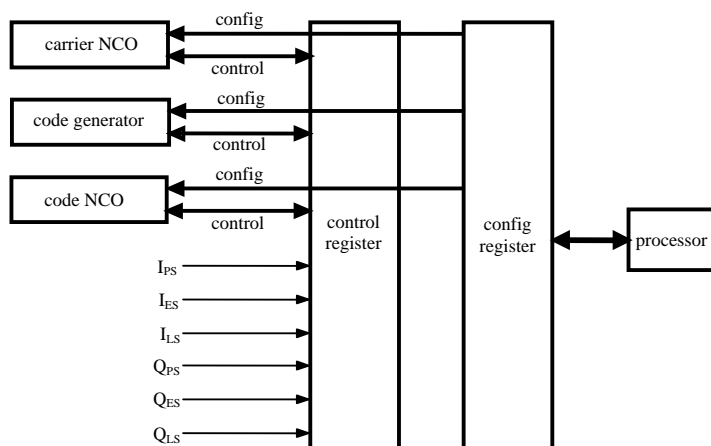 config
carrier NCO
control
config
code generator
control
config
code NCO
control
control
register
config
register
processor
I_PS
I_ES
I_LS
Q_PS
Q_ES
Q_LS